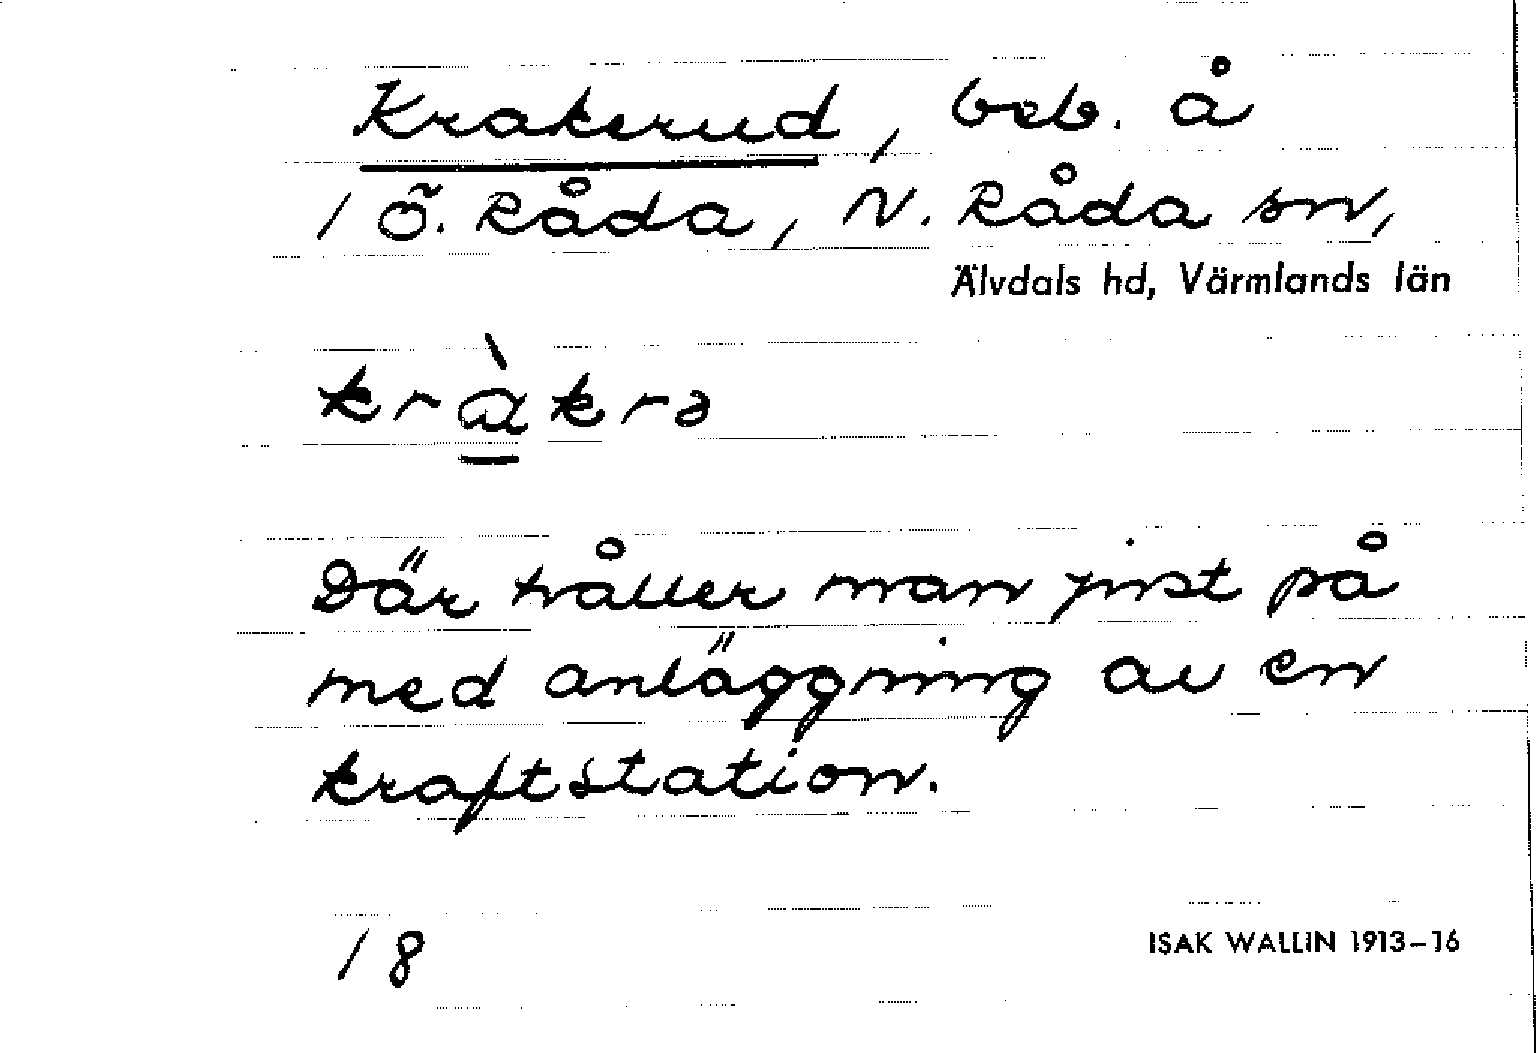 Krakerud, beb. å
1 Ö. Råda, N. Råda sn,
Älvdals hd, Värmlands län
kràkrə
Där håller man just på
med anläggning av en
kraftstation.
18
ISAK WALLIN 1913–16